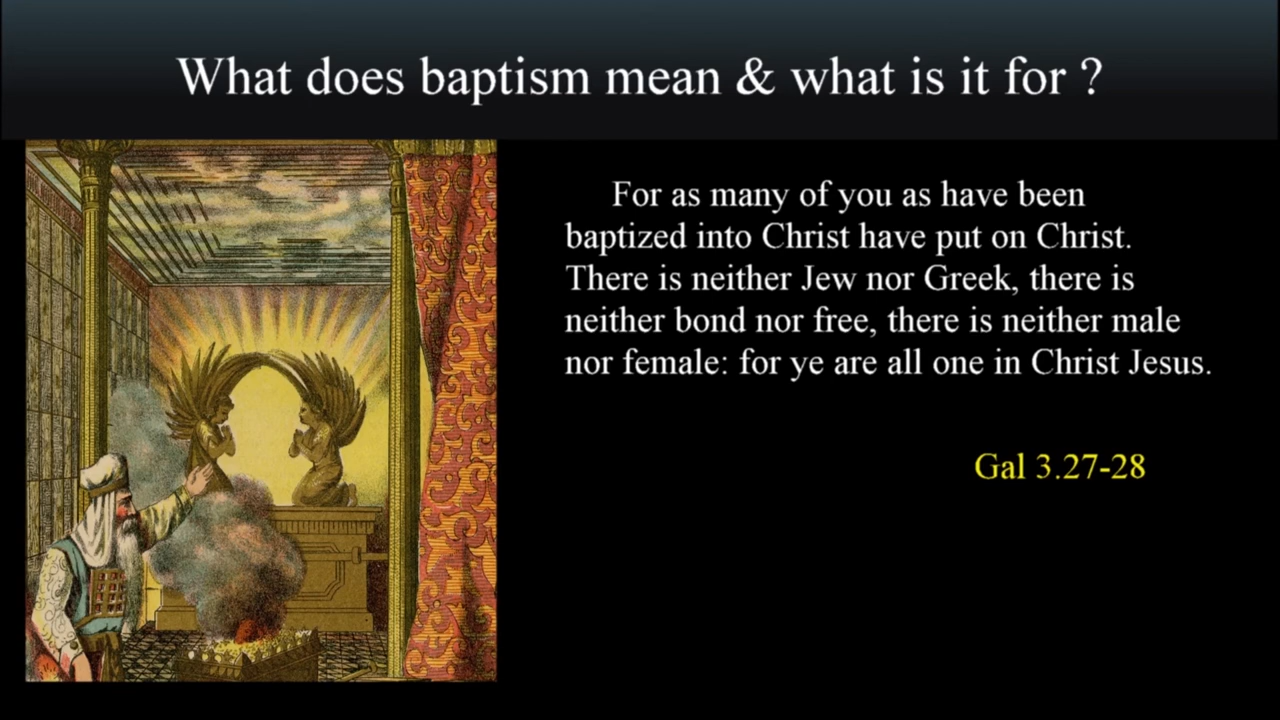 What does baptism mean & what is it for ?
For as many of you as have been
baptized into Christ have put on Christ.
There is neither Jew nor Greek, there is
neither bond nor free, there is neither male
nor female: for ye are all one in Christ Jesus.
Gal 3.27-28